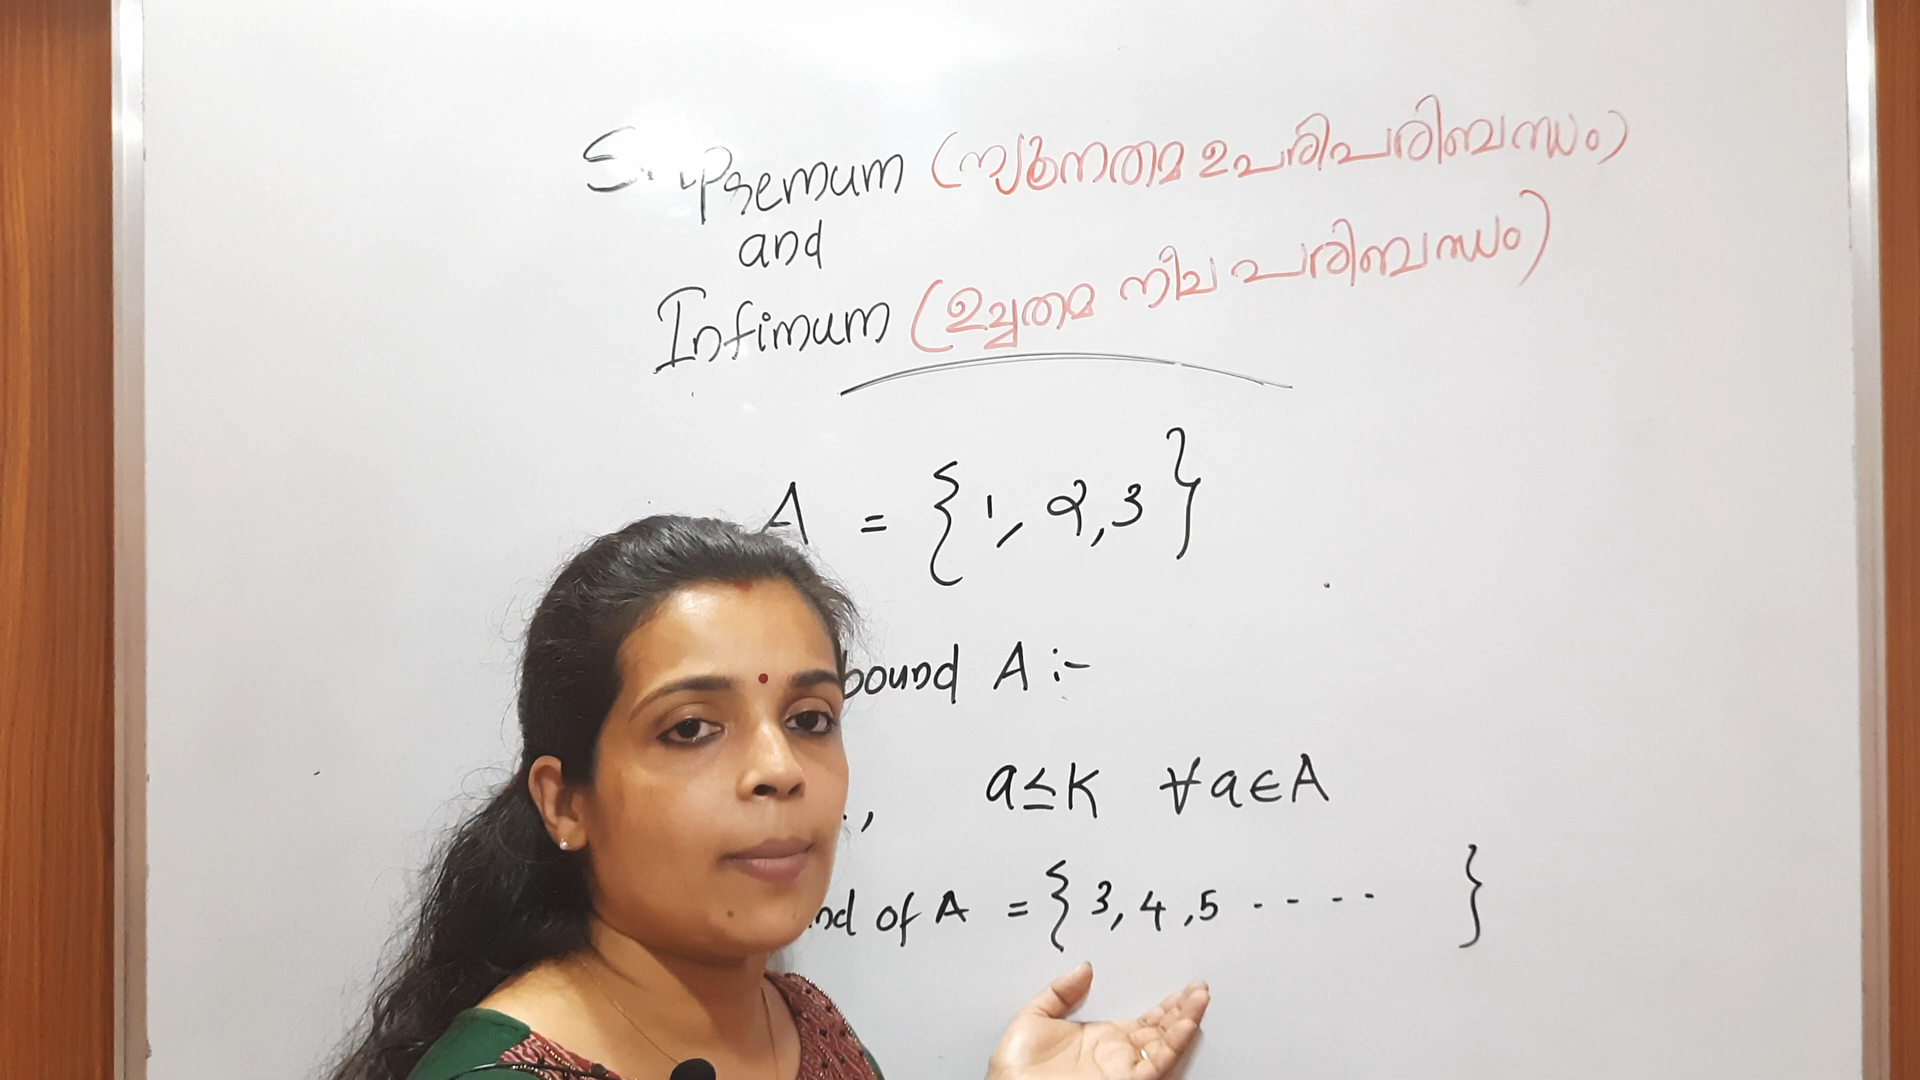 Supremum (ന്യൂനതമ ഉപരിപരിബന്ധം)
and
Infimum (ഉച്ചതമ നീച പരിബന്ധം)
A = {1, 2, 3}
bound A :-
, a ≤ K ∀ a ∈ A
of A = {3, 4, 5 - - - - }